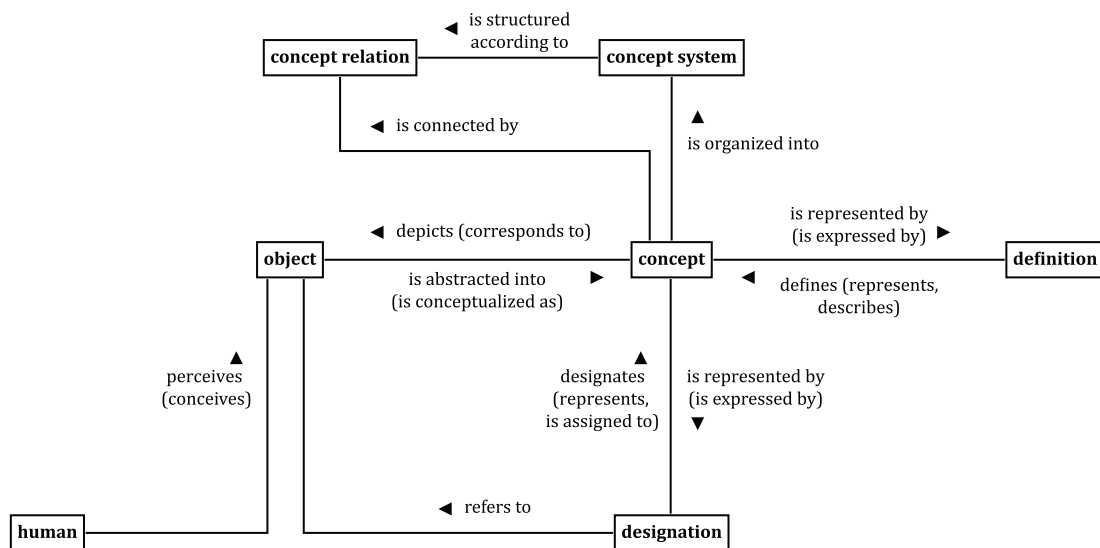 is structured
according to
concept relation
concept system
is connected by
is organized into
is represented by
(is expressed by)
depicts (corresponds to)
object
concept
definition
is abstracted into
(is conceptualized as)
defines (represents,
describes)
perceives
(conceives)
designates
(represents,
is assigned to)
is represented by
(is expressed by)
refers to
human
designation